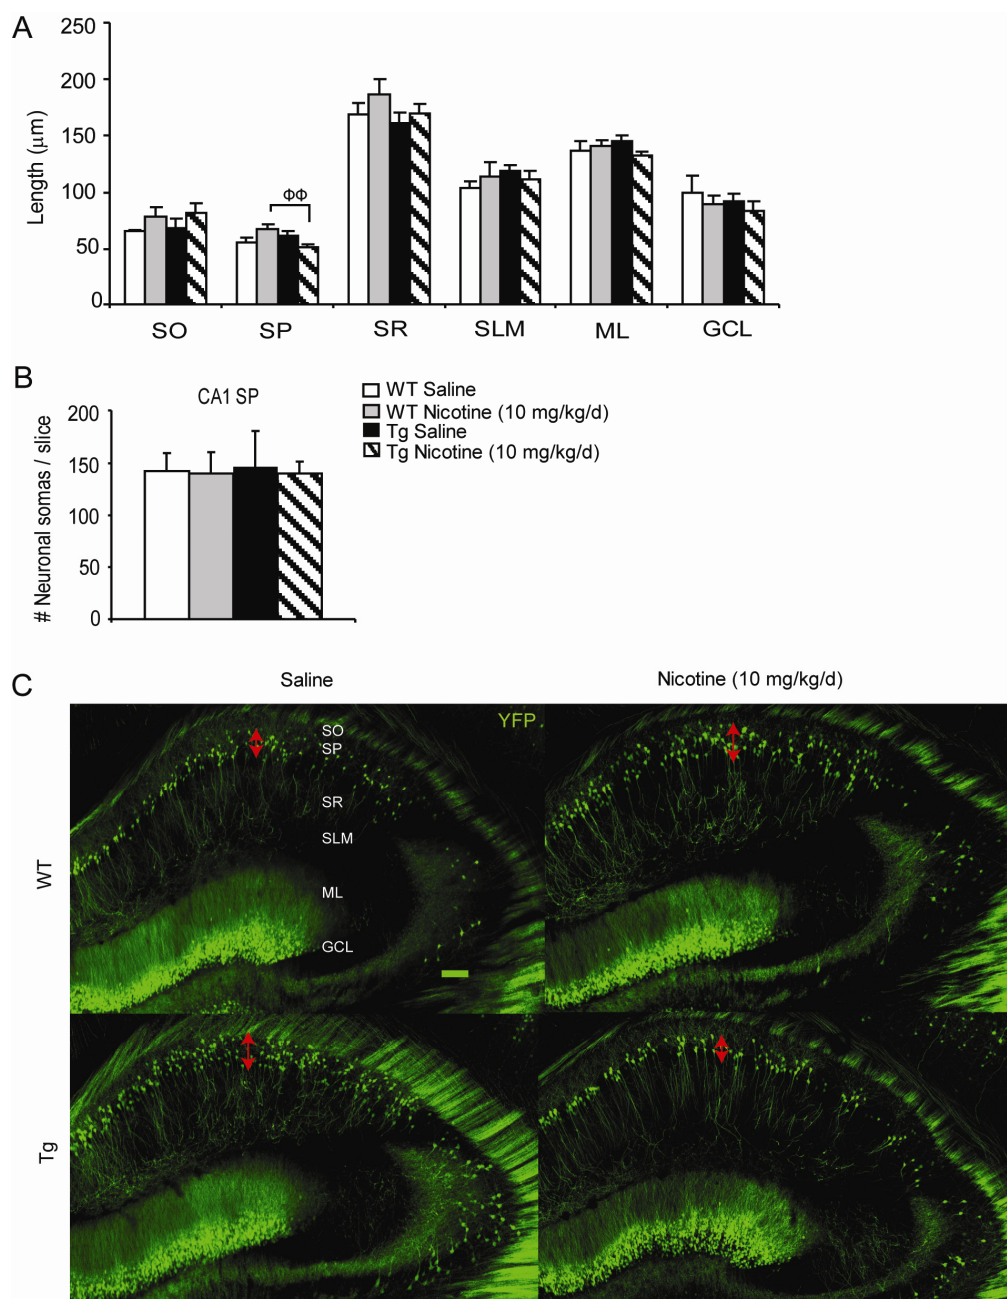 A
250
200
150
100
50
0
Length (μm)
ΦΦ
SO SP SR SLM ML GCL
B
CA1 SP
200
150
100
50
0
# Neuronal somas / slice
WT Saline
WT Nicotine (10 mg/kg/d)
Tg Saline
Tg Nicotine (10 mg/kg/d)
C
Saline Nicotine (10 mg/kg/d)
WT
YFP
SO
SP
SR
SLM
ML
GCL
Tg